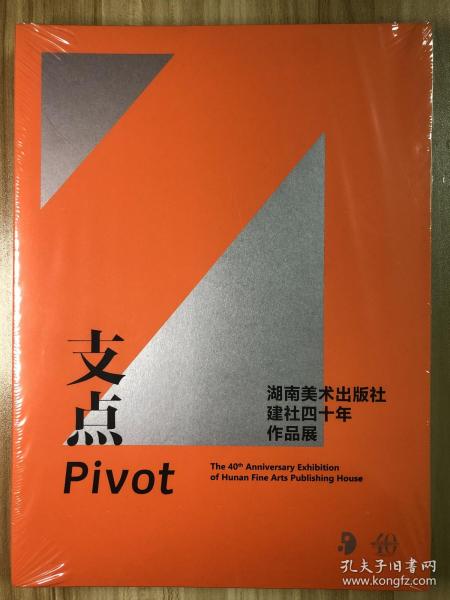 支点
Pivot
湖南美术出版社
建社四十年
作品展
The 40th Anniversary Exhibition
of Hunan Fine Arts Publishing House
40
孔夫子旧书网
www.kongfz.com